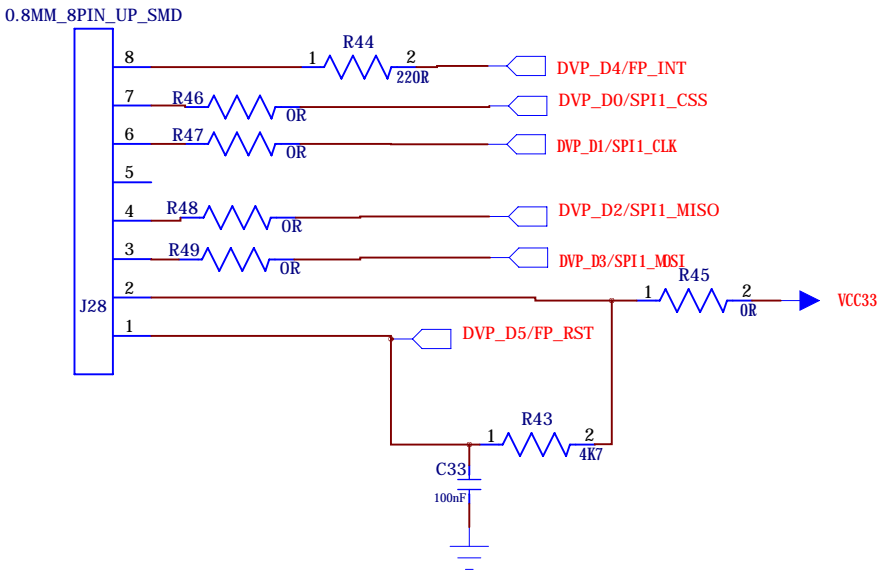 0.8MM_8PIN_UP_SMD
R44
8 1 2 DVP_D4/FP_INT
220R
7 R46 DVP_D0/SPI1_CSS
0R
6 R47 DVP_D1/SPI1_CLK
0R
5
4 R48 DVP_D2/SPI1_MISO
0R
3 R49 DVP_D3/SPI1_MOSI
0R
R45
2 1 2 VCC33
J28 0R
1 DVP_D5/FP_RST
R43
1 2
4K7
C33
100nF